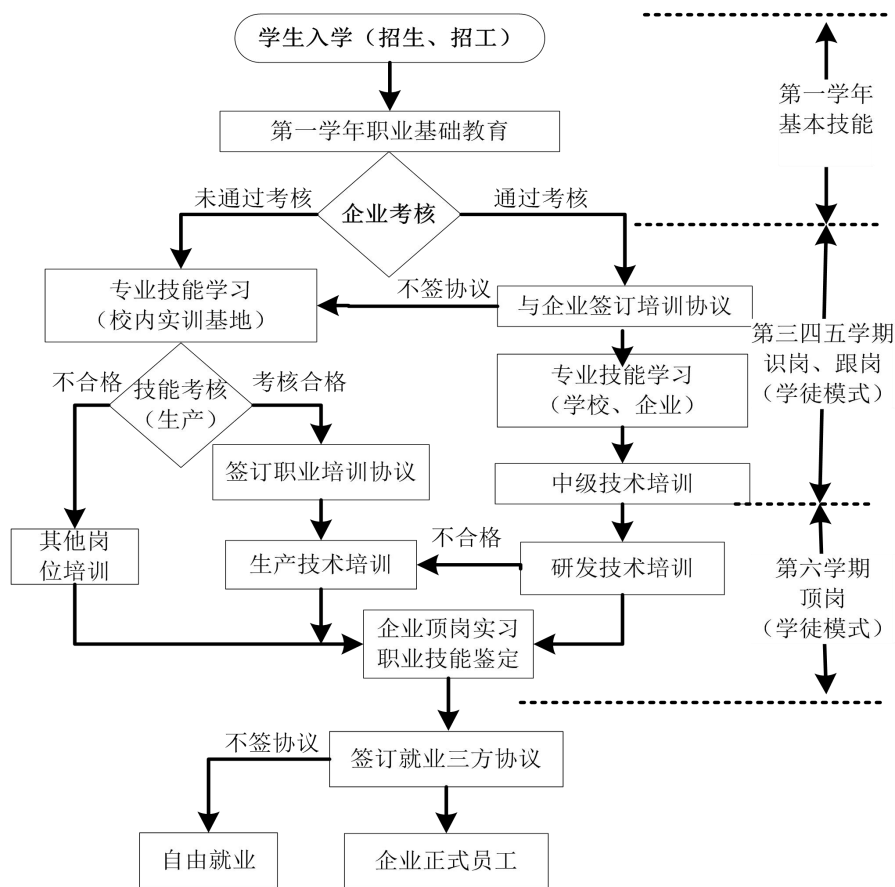 学生入学（招生、招工）
第一学年
基本技能
第一学年职业基础教育
未通过考核
企业考核
通过考核
专业技能学习
（校内实训基地）
不签协议
与企业签订培训协议
第三四五学期
识岗、跟岗
（学徒模式）
不合格
技能考核
（生产）
考核合格
专业技能学习
（学校、企业）
签订职业培训协议
中级技术培训
其他岗
位培训
生产技术培训
不合格
研发技术培训
第六学期
顶岗
（学徒模式）
企业顶岗实习
职业技能鉴定
不签协议
签订就业三方协议
自由就业
企业正式员工